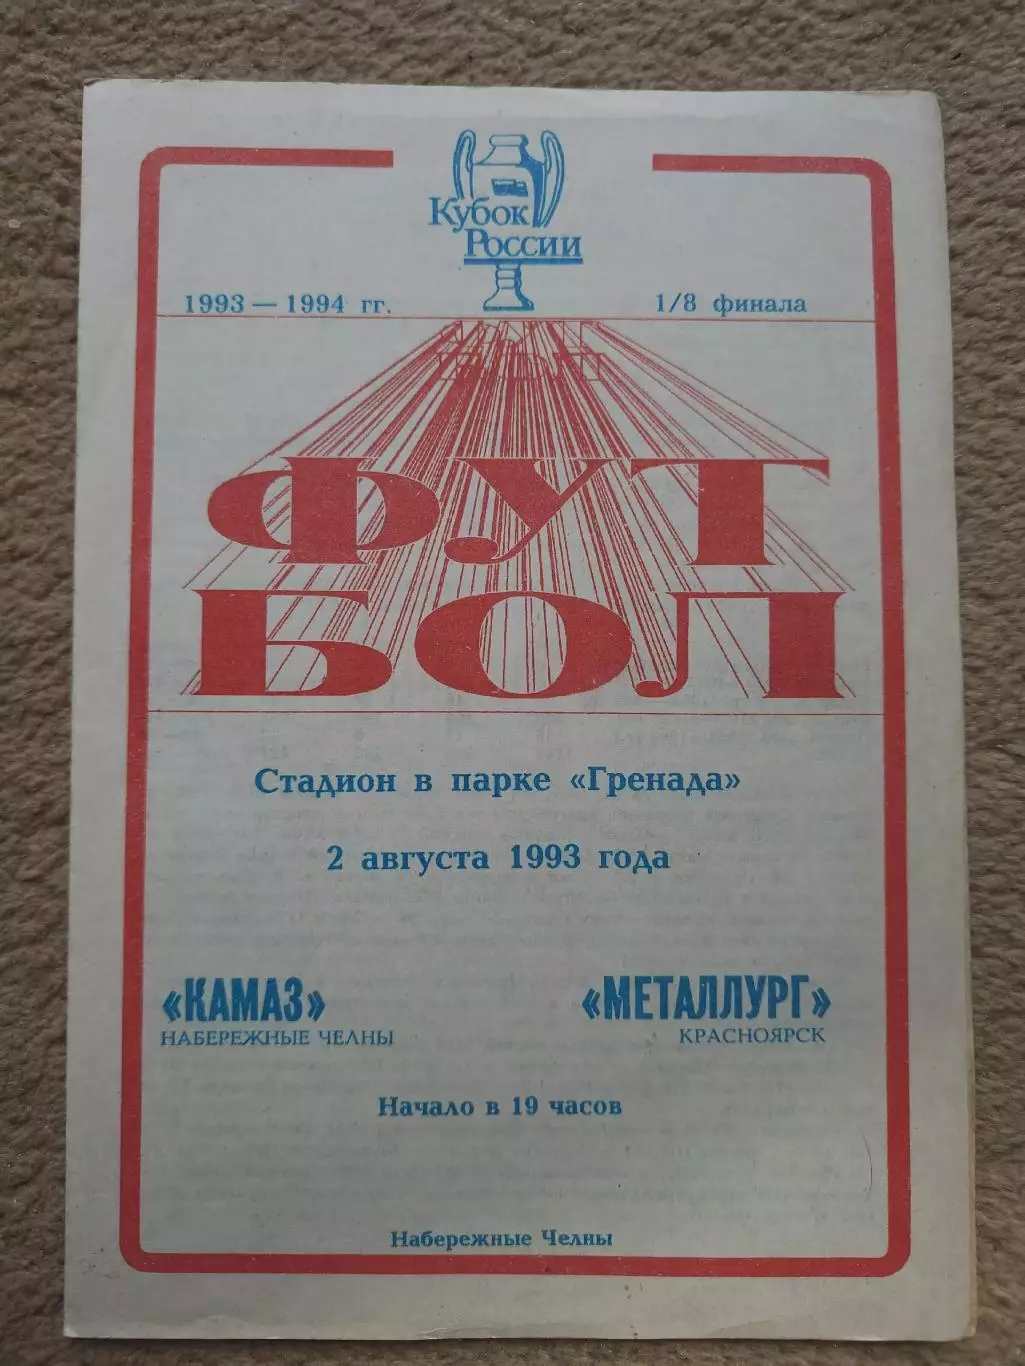 Кубок
России
1993 — 1994 гг.
1/8 финала
ФУТ
БОЛ
Стадион в парке «Гренада»
2 августа 1993 года
«КАМАЗ»
НАБЕРЕЖНЫЕ ЧЕЛНЫ
«МЕТАЛЛУРГ»
КРАСНОЯРСК
Начало в 19 часов
Набережные Челны